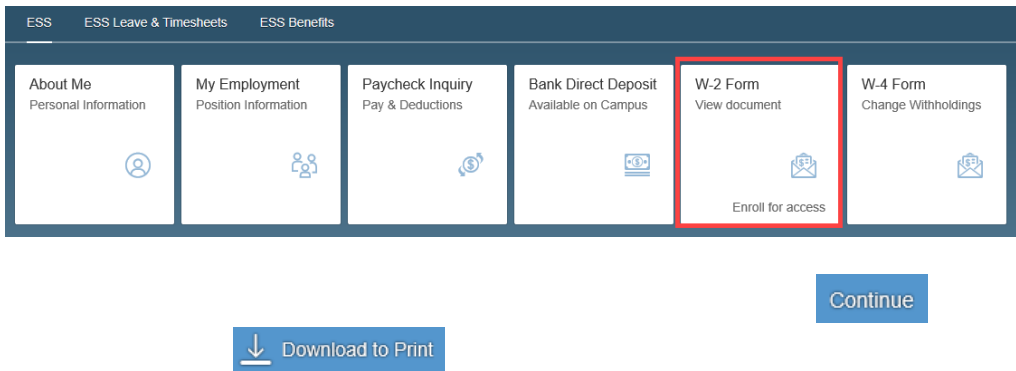 ESS ESS Leave & Timesheets ESS Benefits
About Me
Personal Information
My Employment
Position Information
Paycheck Inquiry
Pay & Deductions
Bank Direct Deposit
Available on Campus
W-2 Form
View document
Enroll for access
W-4 Form
Change Withholdings
Continue
Download to Print